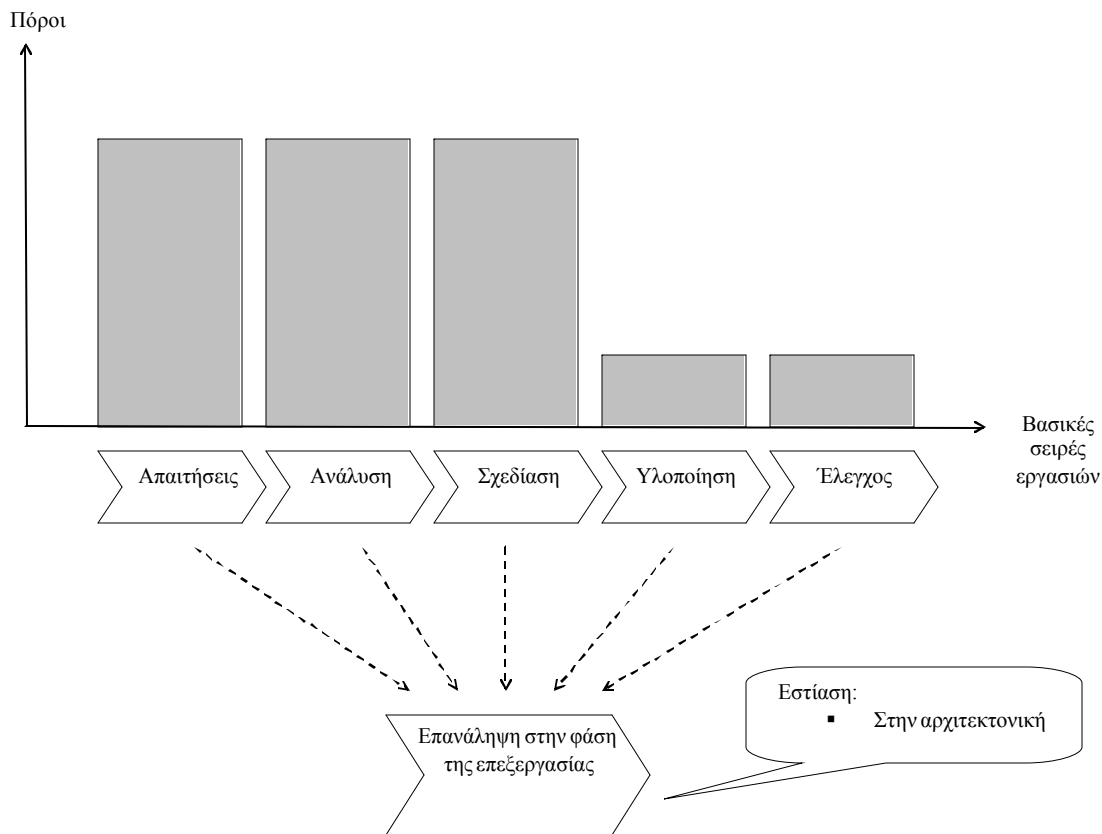 Πόροι
Βασικές
σειρές
εργασιών
Απαιτήσεις
Ανάλυση
Σχεδίαση
Υλοποίηση
Έλεγχος
Εστίαση:
▪ Στην αρχιτεκτονική
Επανάληψη στην φάση
της επεξεργασίας